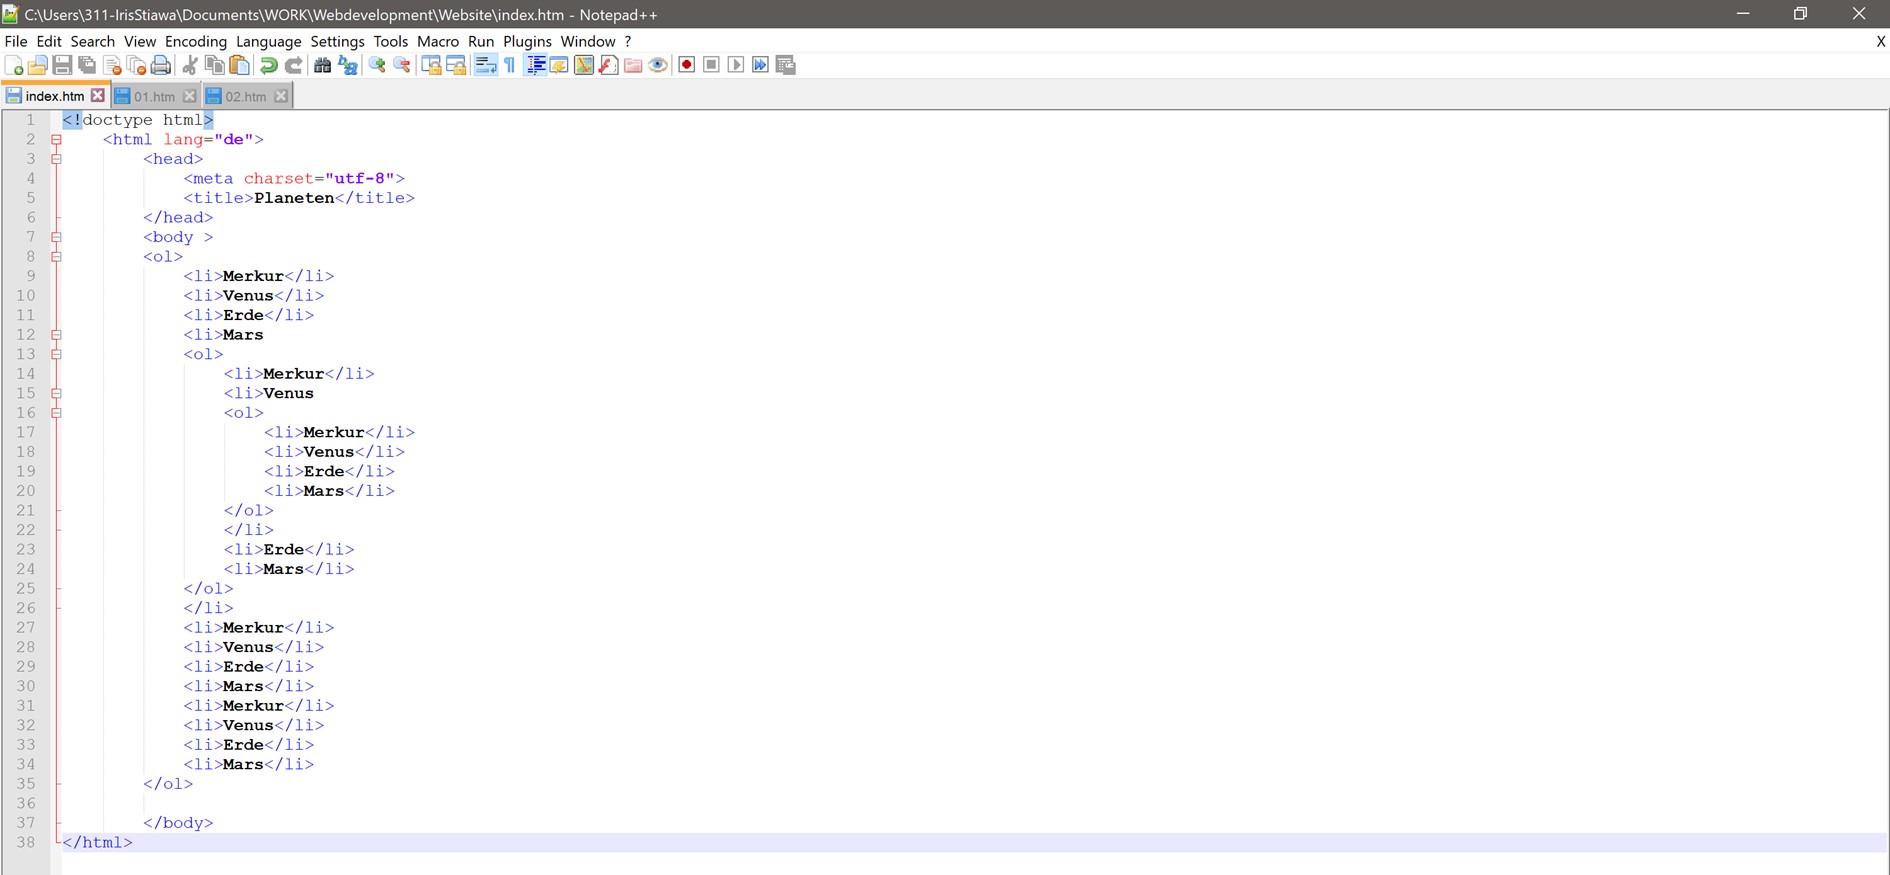 C:\Users\311-IrisStiawa\Documents\WORK\Webdevelopment\Website\index.htm - Notepad++
File Edit Search View Encoding Language Settings Tools Macro Run Plugins Window ? X
index.htm 01.htm 02.htm
1 <!doctype html>
2     <html lang="de">
3         <head>
4             <meta charset="utf-8">
5             <title>Planeten</title>
6         </head>
7         <body >
8         <ol>
9             <li>Merkur</li>
10             <li>Venus</li>
11             <li>Erde</li>
12             <li>Mars
13             <ol>
14                 <li>Merkur</li>
15                 <li>Venus
16                 <ol>
17                     <li>Merkur</li>
18                     <li>Venus</li>
19                     <li>Erde</li>
20                     <li>Mars</li>
21                 </ol>
22                 </li>
23                 <li>Erde</li>
24                 <li>Mars</li>
25             </ol>
26             </li>
27             <li>Merkur</li>
28             <li>Venus</li>
29             <li>Erde</li>
30             <li>Mars</li>
31             <li>Merkur</li>
32             <li>Venus</li>
33             <li>Erde</li>
34             <li>Mars</li>
35         </ol>
36
37         </body>
38 </html>